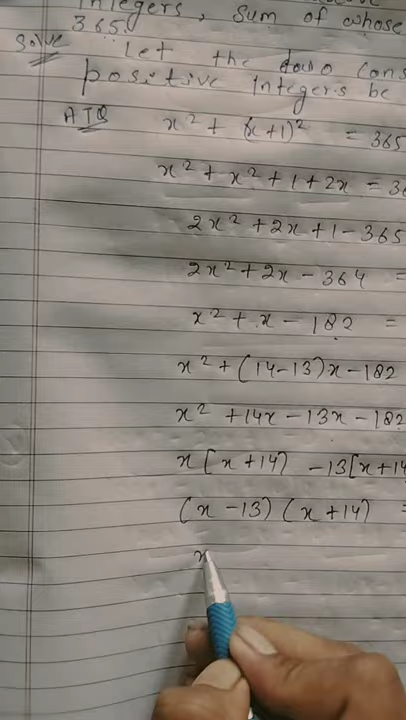 Integers, sum of whose
365.
Solve Let the two cons
positive Integers be
ATQ x² + (x+1)² = 365
x² + x² + 1 + 2x = 36
2x² + 2x + 1 - 365
2x² + 2x - 364 =
x² + x - 182 =
x² + (14-13)x - 182
x² + 14x - 13x - 182
x[x+14) -13[x+14
(x-13) (x+14) =
x